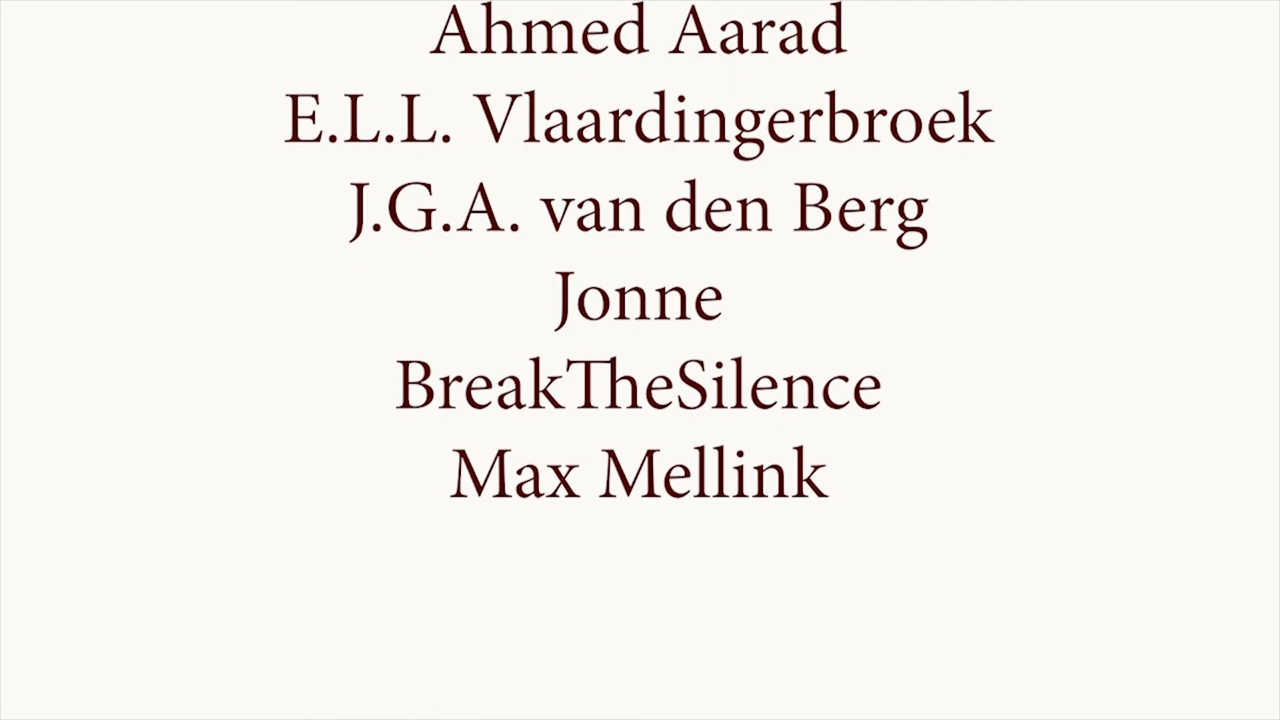 Ahmed Aarad
E.L.L. Vlaardingerbroek
J.G.A. van den Berg
Jonne
BreakTheSilence
Max Mellink